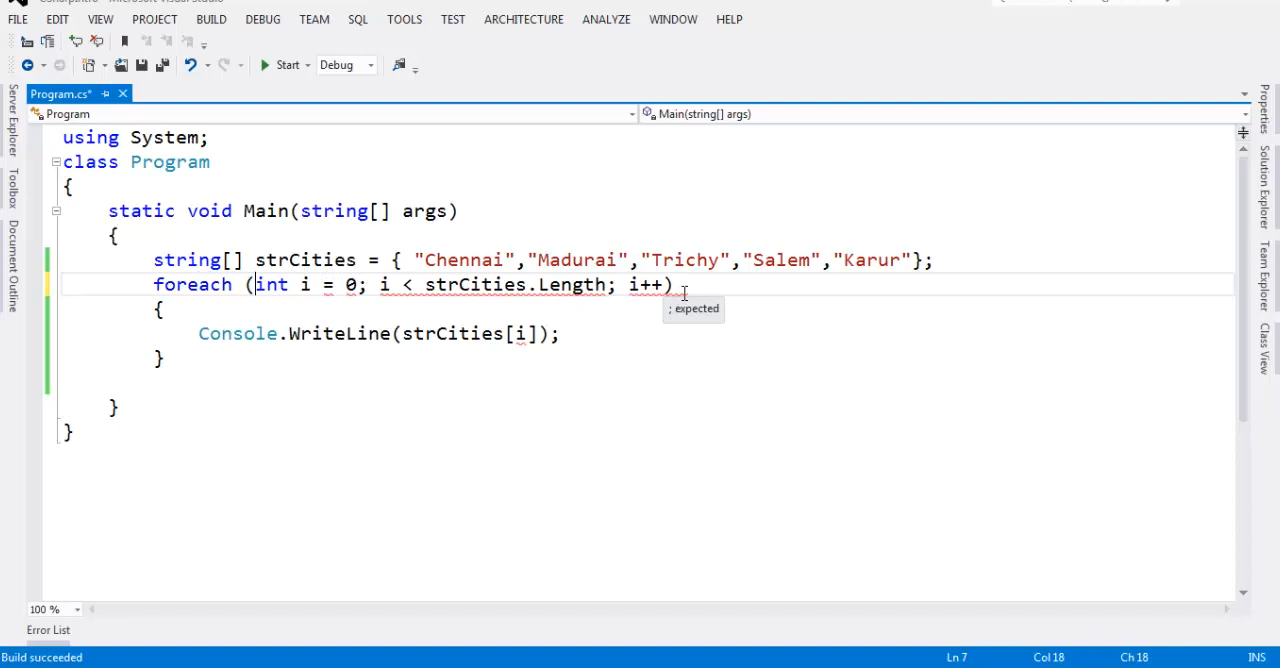 FILE EDIT VIEW PROJECT BUILD DEBUG TEAM SQL TOOLS TEST ARCHITECTURE ANALYZE WINDOW HELP
Start Debug
Program.cs*
Program Main(string[] args)
Server Explorer
Toolbox
Document Outline
using System;
class Program
{
static void Main(string[] args)
{
string[] strCities = { "Chennai","Madurai","Trichy","Salem","Karur"};
foreach (int i = 0; i < strCities.Length; i++)
; expected
{
Console.WriteLine(strCities[i]);
}
}
}
Properties
Solution Explorer
Team Explorer
Class View
100 %
Error List
Build succeeded Ln 7 Col 18 Ch 18 INS